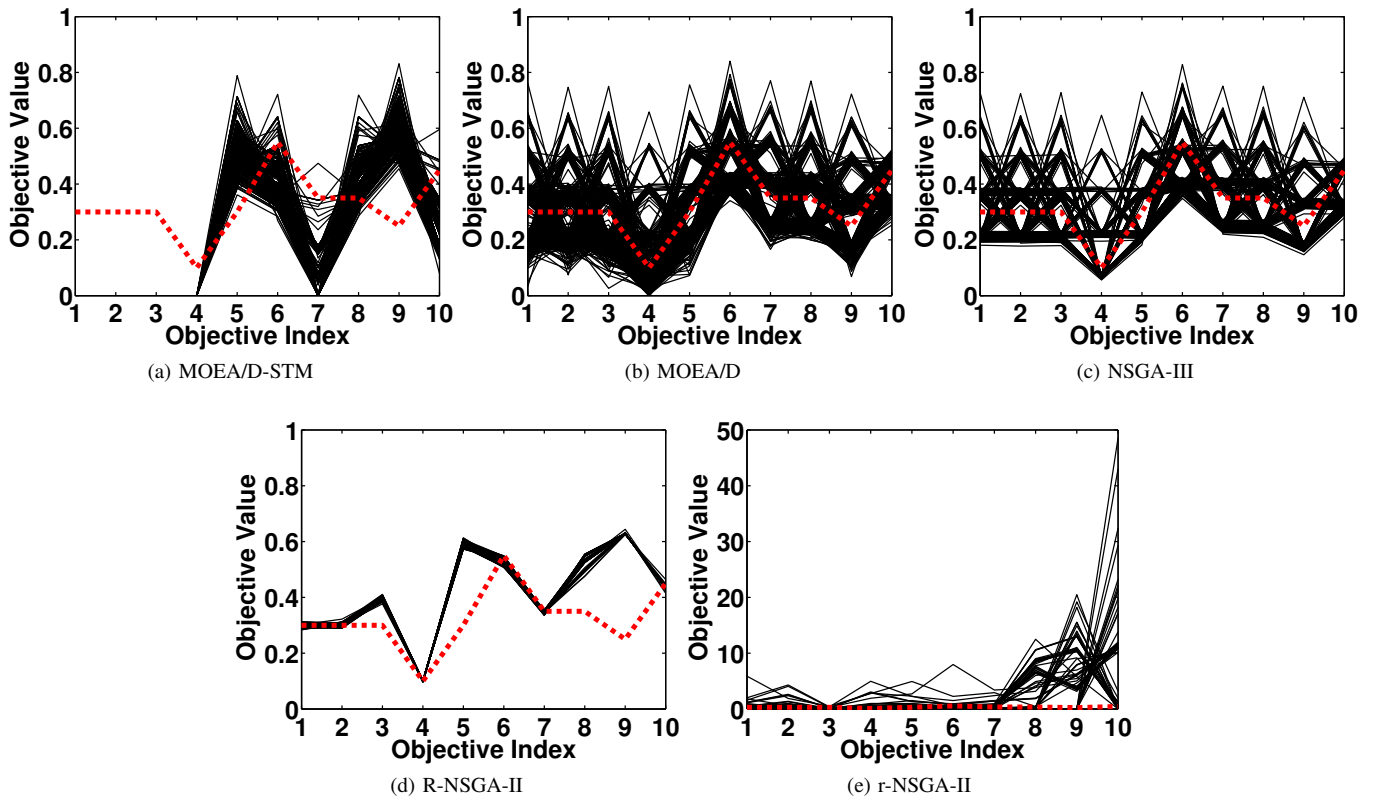 1
0.8
0.6
0.4
0.2
0
Objective Value
1 2 3 4 5 6 7 8 9 10
Objective Index
(a) MOEA/D-STM
1
0.8
0.6
0.4
0.2
0
Objective Value
1 2 3 4 5 6 7 8 9 10
Objective Index
(b) MOEA/D
1
0.8
0.6
0.4
0.2
0
Objective Value
1 2 3 4 5 6 7 8 9 10
Objective Index
(c) NSGA-III
1
0.8
0.6
0.4
0.2
0
Objective Value
1 2 3 4 5 6 7 8 9 10
Objective Index
(d) R-NSGA-II
50
40
30
20
10
0
Objective Value
1 2 3 4 5 6 7 8 9 10
Objective Index
(e) r-NSGA-II